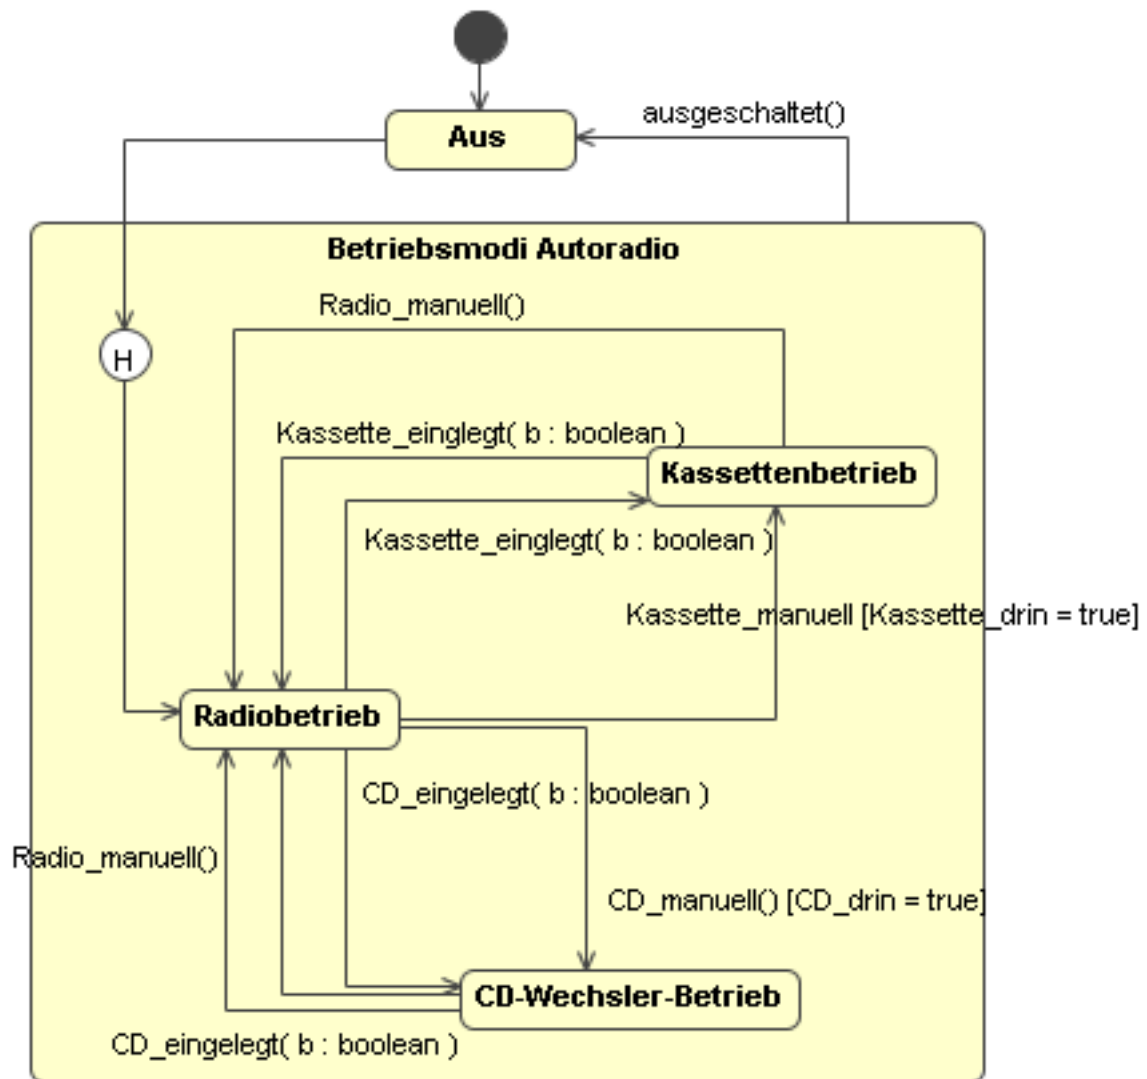 Aus
ausgeschaltet()
Betriebsmodi Autoradio
Radio_manuell()
H
Kassette_einglegt( b : boolean )
Kassettenbetrieb
Kassette_einglegt( b : boolean )
Kassette_manuell [Kassette_drin = true]
Radiobetrieb
CD_eingelegt( b : boolean )
Radio_manuell()
CD_manuell() [CD_drin = true]
CD-Wechsler-Betrieb
CD_eingelegt( b : boolean )